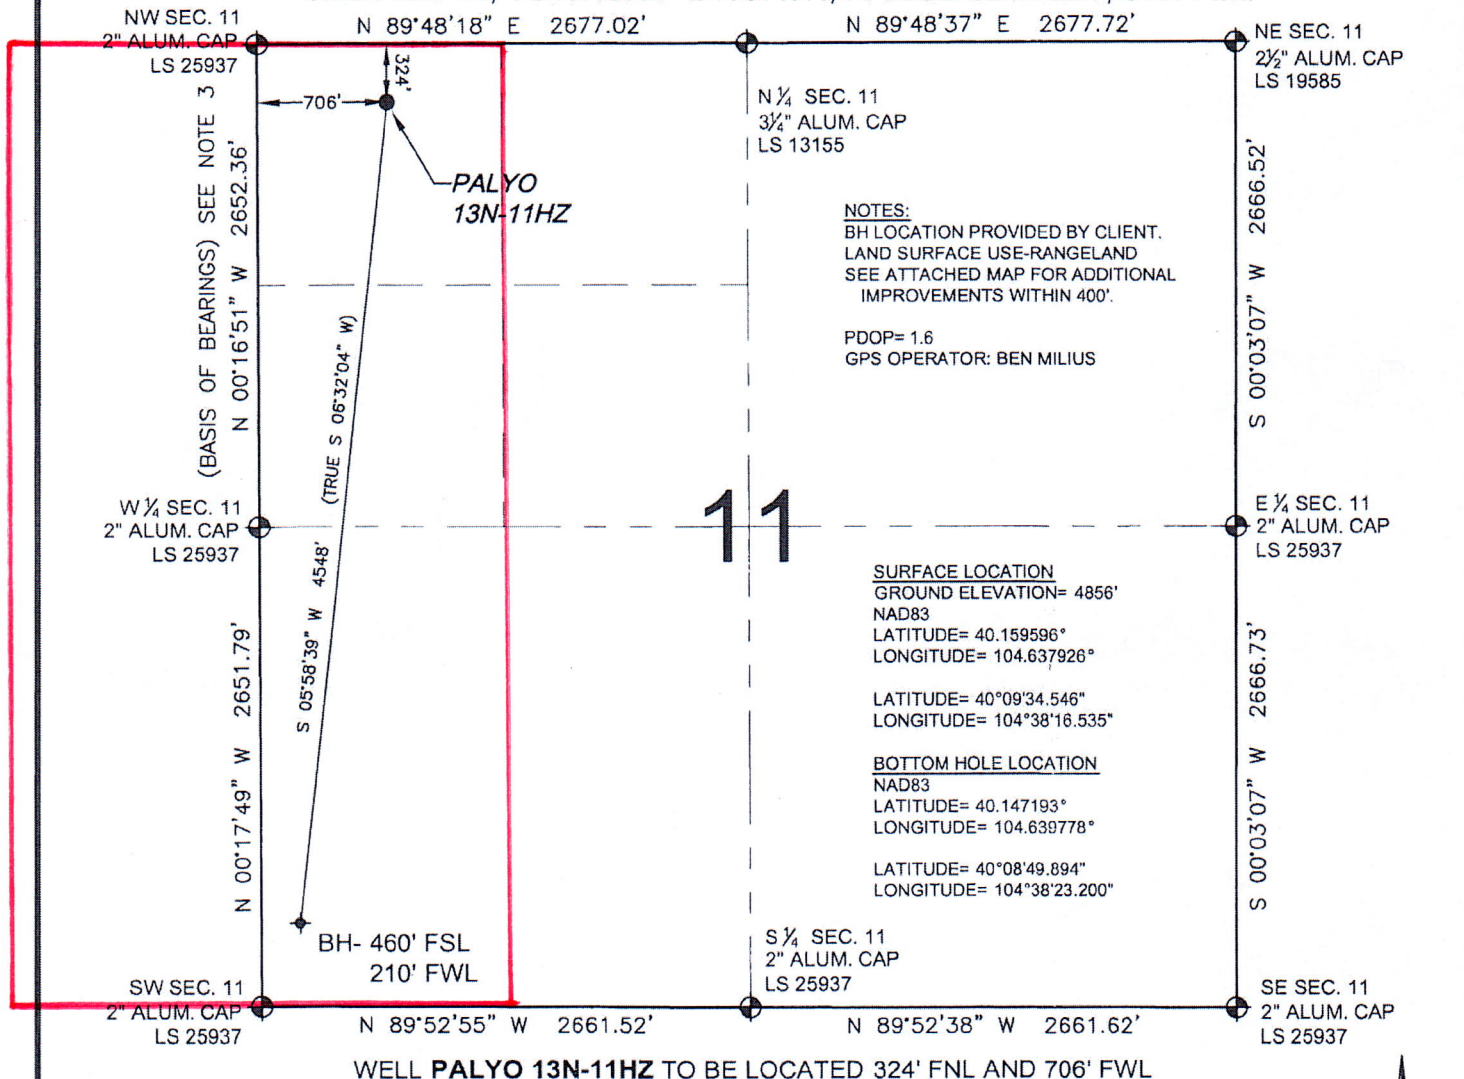 N 89°48'18" E 2677.02'
N 89°48'37" E 2677.72'
NW SEC. 11
2" ALUM. CAP
LS 25937
NE SEC. 11
2½" ALUM. CAP
LS 19585
324'
706'
N ¼ SEC. 11
3¼" ALUM. CAP
LS 13155
PALYO
13N-11HZ
(BASIS OF BEARINGS) SEE NOTE 3
N 00°16'51" W 2652.36'
S 00°03'07" W 2666.52'
NOTES:
BH LOCATION PROVIDED BY CLIENT.
LAND SURFACE USE-RANGELAND
SEE ATTACHED MAP FOR ADDITIONAL
IMPROVEMENTS WITHIN 400'.
PDOP= 1.6
GPS OPERATOR: BEN MILIUS
(TRUE S 06°32'04" W)
S 05°58'39" W 4548'
W ¼ SEC. 11
2" ALUM. CAP
LS 25937
11
E ¼ SEC. 11
2" ALUM. CAP
LS 25937
SURFACE LOCATION
GROUND ELEVATION= 4856'
NAD83
LATITUDE= 40.159596°
LONGITUDE= 104.637926°
LATITUDE= 40°09'34.546"
LONGITUDE= 104°38'16.535"
BOTTOM HOLE LOCATION
NAD83
LATITUDE= 40.147193°
LONGITUDE= 104.639778°
LATITUDE= 40°08'49.894"
LONGITUDE= 104°38'23.200"
N 00°17'49" W 2651.79'
S 00°03'07" W 2666.73'
BH- 460' FSL
210' FWL
S ¼ SEC. 11
2" ALUM. CAP
LS 25937
SW SEC. 11
2" ALUM. CAP
LS 25937
SE SEC. 11
2" ALUM. CAP
LS 25937
N 89°52'55" W 2661.52'
N 89°52'38" W 2661.62'
WELL PALYO 13N-11HZ TO BE LOCATED 324' FNL AND 706' FWL